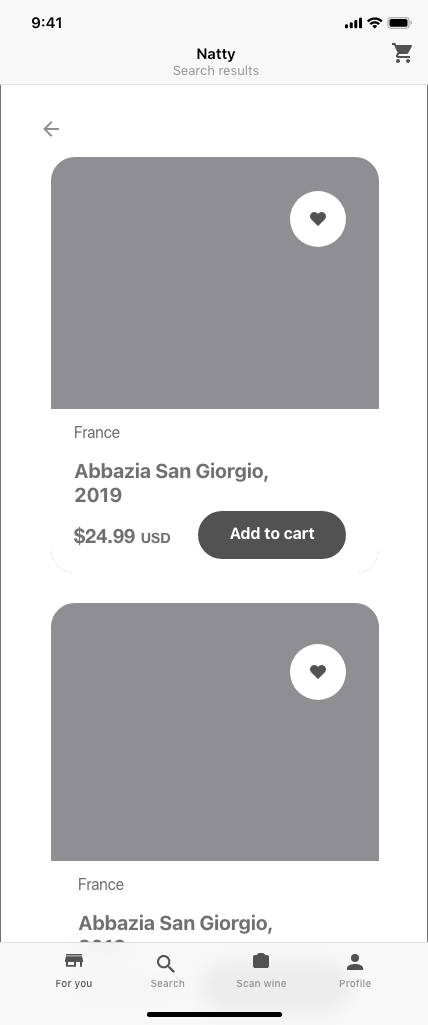 9:41
Natty
Search results
France
Abbazia San Giorgio,
2019
$24.99 USD
Add to cart
France
Abbazia San Giorgio,
For you
Search
Scan wine
Profile